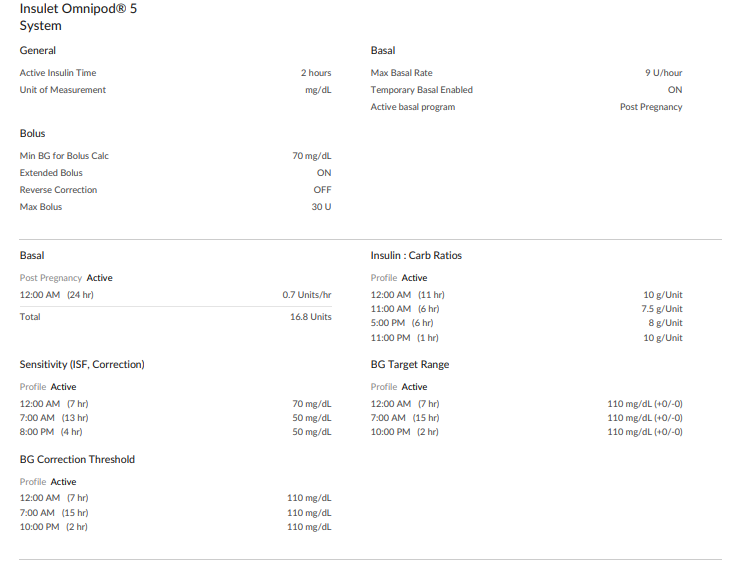 Insulet Omnipod® 5
System
General
Active Insulin Time 2 hours
Unit of Measurement mg/dL
Basal
Max Basal Rate 9 U/hour
Temporary Basal Enabled ON
Active basal program Post Pregnancy
Bolus
Min BG for Bolus Calc 70 mg/dL
Extended Bolus ON
Reverse Correction OFF
Max Bolus 30 U
Basal
Post Pregnancy Active
12:00 AM (24 hr) 0.7 Units/hr
Total 16.8 Units
Insulin : Carb Ratios
Profile Active
12:00 AM (11 hr) 10 g/Unit
11:00 AM (6 hr) 7.5 g/Unit
5:00 PM (6 hr) 8 g/Unit
11:00 PM (1 hr) 10 g/Unit
Sensitivity (ISF, Correction)
Profile Active
12:00 AM (7 hr) 70 mg/dL
7:00 AM (13 hr) 50 mg/dL
8:00 PM (4 hr) 50 mg/dL
BG Target Range
Profile Active
12:00 AM (7 hr) 110 mg/dL (+0/-0)
7:00 AM (15 hr) 110 mg/dL (+0/-0)
10:00 PM (2 hr) 110 mg/dL (+0/-0)
BG Correction Threshold
Profile Active
12:00 AM (7 hr) 110 mg/dL
7:00 AM (15 hr) 110 mg/dL
10:00 PM (2 hr) 110 mg/dL